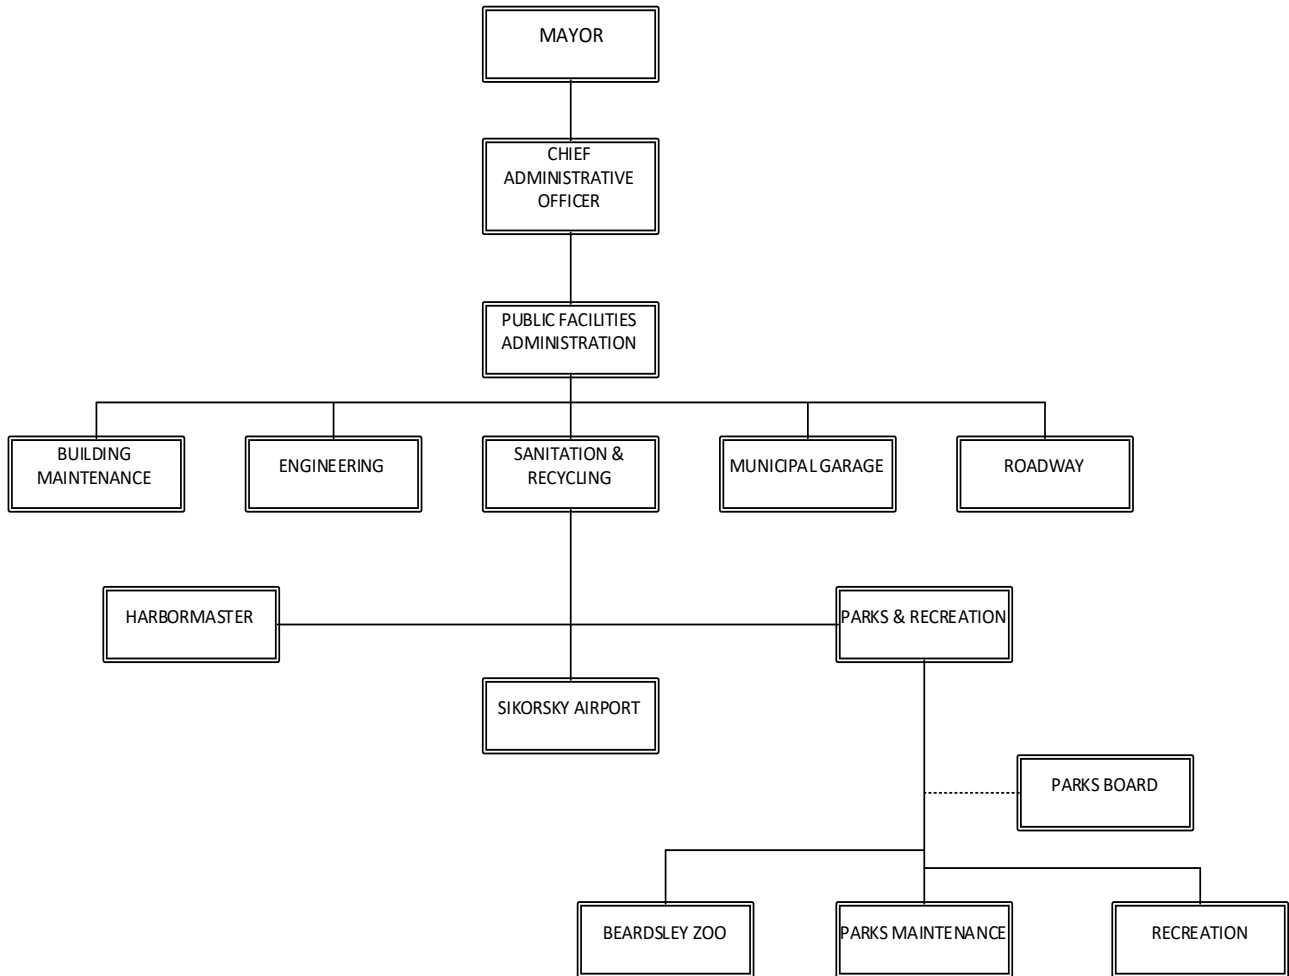 MAYOR
CHIEF
ADMINISTRATIVE
OFFICER
PUBLIC FACILITIES
ADMINISTRATION
BUILDING
MAINTENANCE
ENGINEERING
SANITATION &
RECYCLING
MUNICIPAL GARAGE
ROADWAY
HARBORMASTER
PARKS & RECREATION
SIKORSKY AIRPORT
PARKS BOARD
BEARDSLEY ZOO
PARKS MAINTENANCE
RECREATION